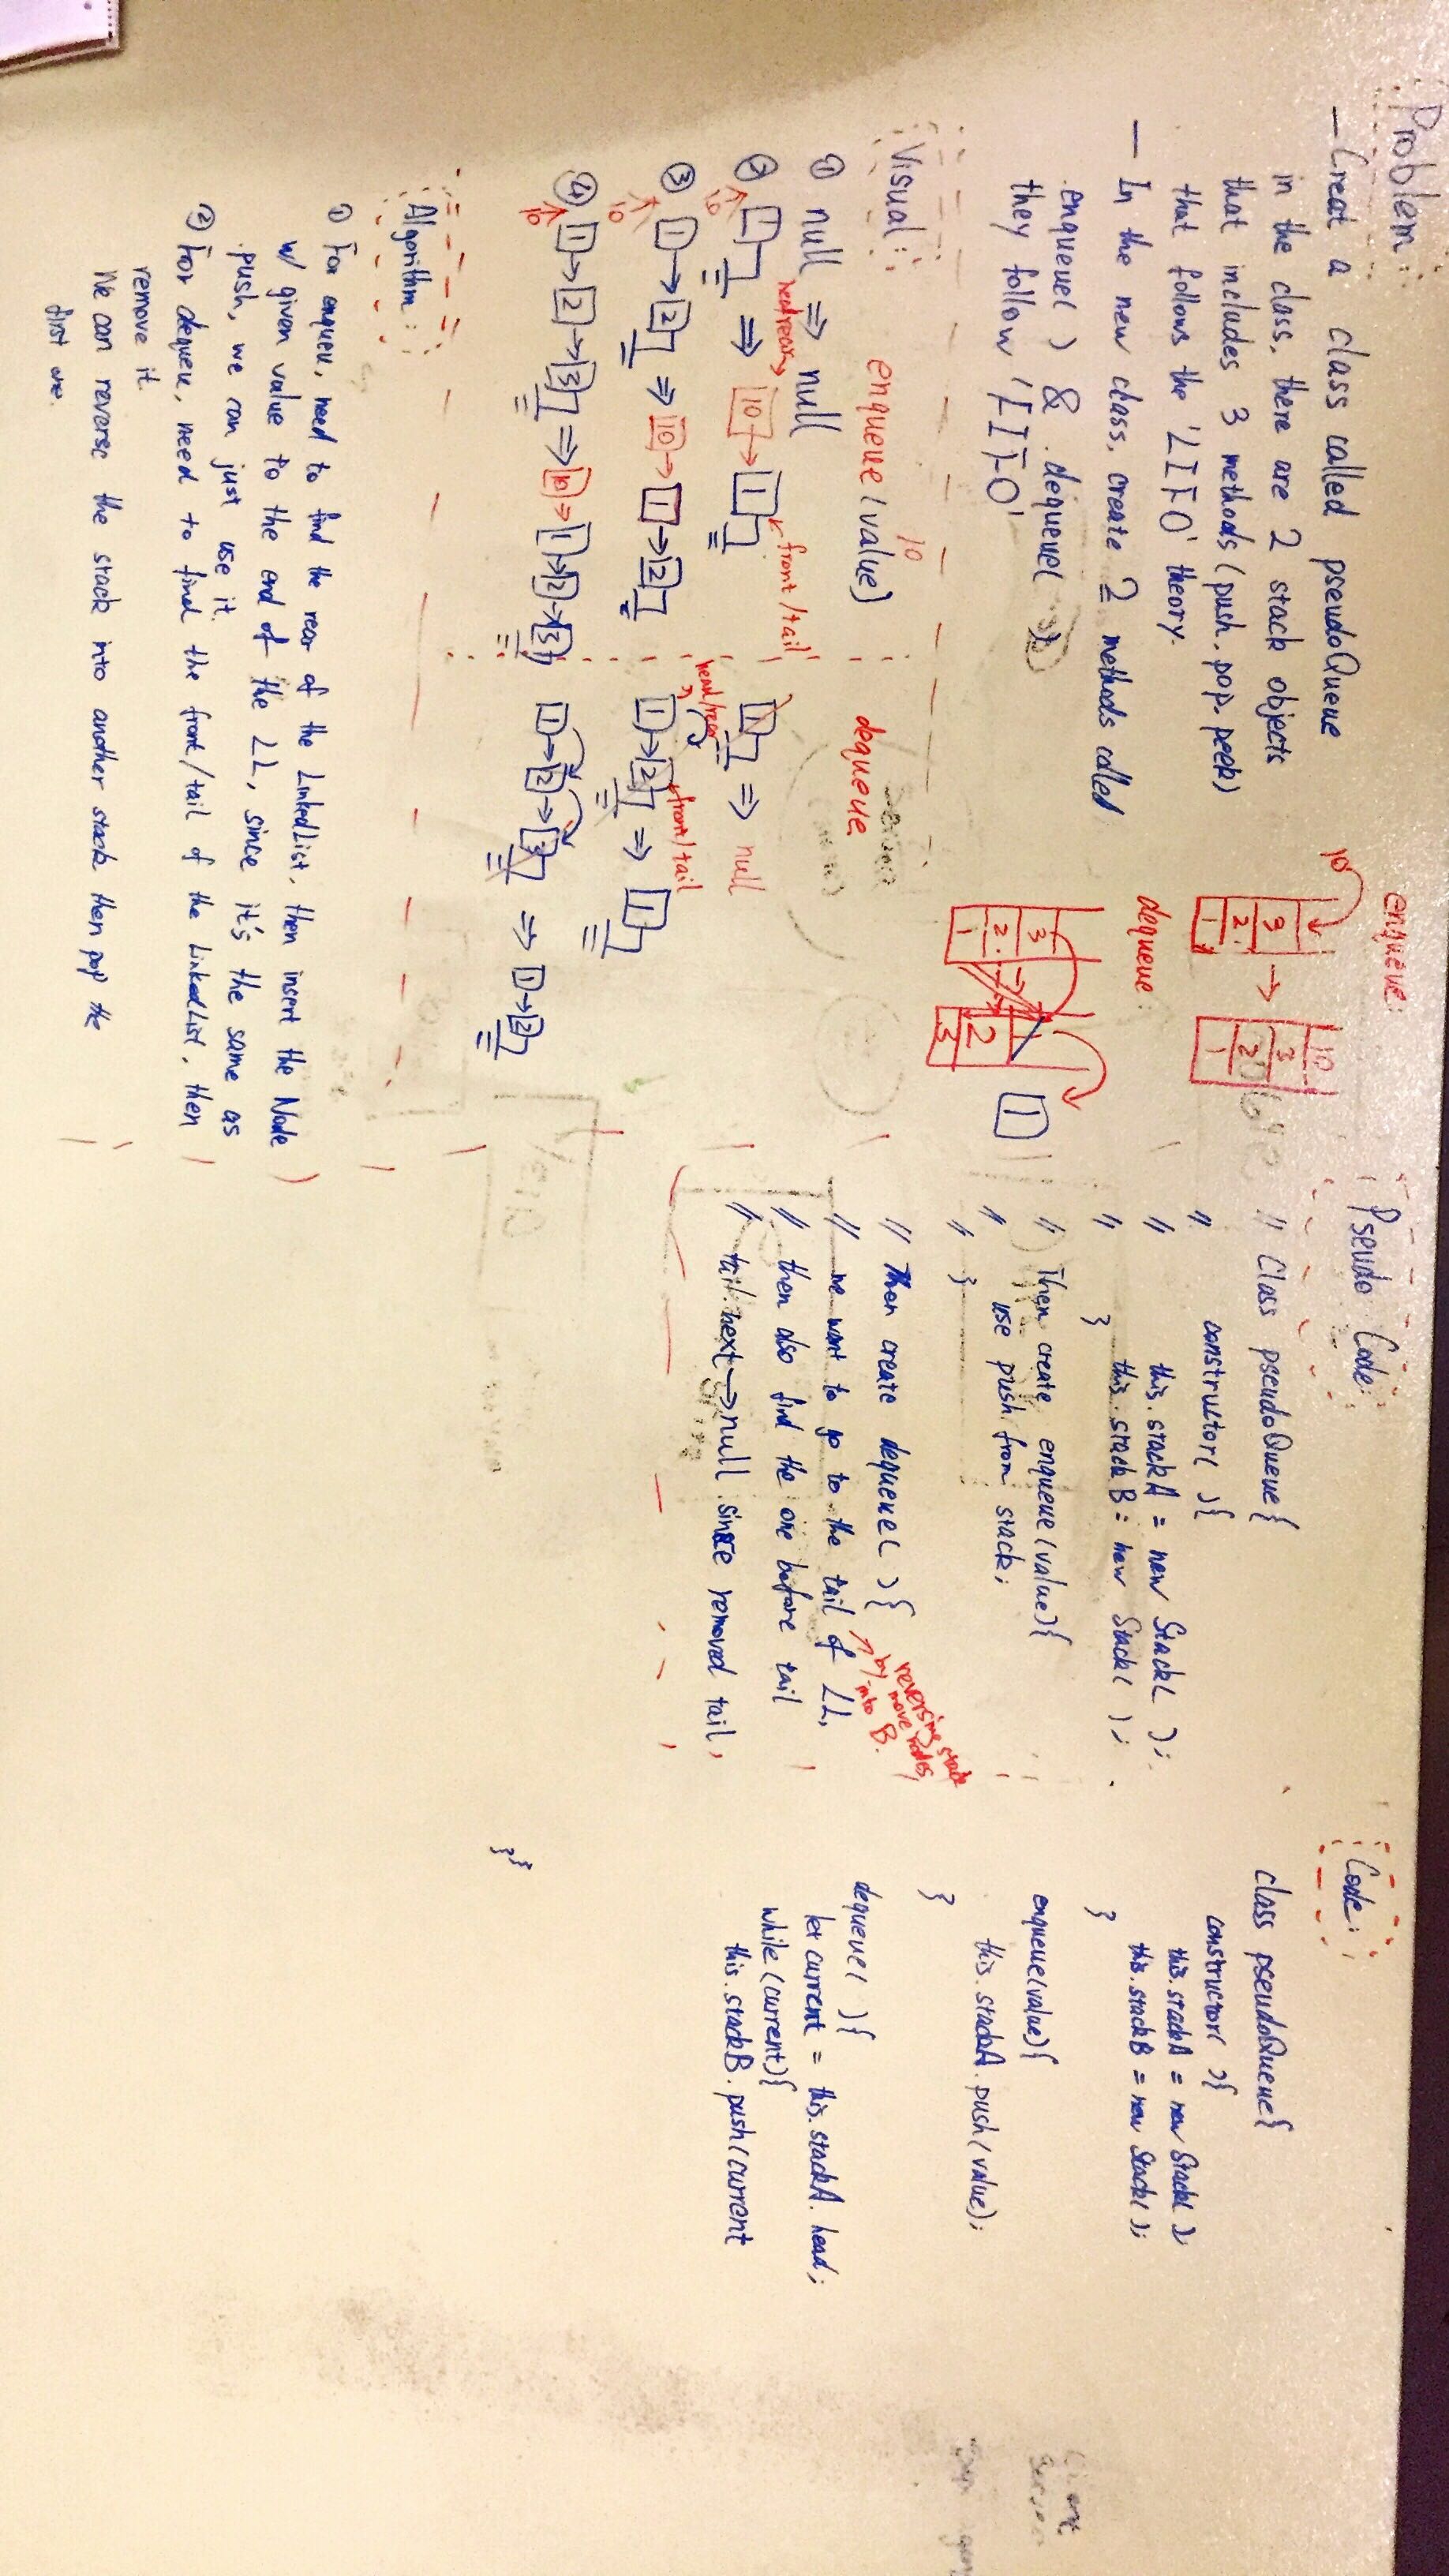 Problem:
- Creat a class called pseudoQueue
in the class, there are 2 stack objects
that includes 3 methods (push, pop, peek)
that follows the 'LIFO' theory.
- In the new class, create 2 methods called
.enqueue( ) & .dequeue( )
they follow 'FIFO'
enqueue:
10
3
2
1
→
10
3
2
1
dequeue:
3
2
1
1
2
3
1
Visual:
enqueue(value)
10
dequeue
① null ⇒ null
② 1 ⇒ 10 → 1
10
head/rear
front/tail
1 ⇒ null
③ 1 → 2 ⇒ 10 → 1 → 2
10
head/rear
front/tail
1 → 2 ⇒ 1
④ 1 → 2 → 3 ⇒ 10 → 1 → 2 → 3
10
1 → 2 → 3 ⇒ 1 → 2
Algorithm:
① For enqueu, need to find the rear of the LinkedList, then insert the Node
w/ given value to the end of the LL, since it's the same as
.push, we can just use it.
② For dequeu, need to find the front/tail of the LinkedList, then
remove it.
We can reverse the stack into another stack then pop the
first one.
Pseudo Code:
// Class pseudoQueue{
// constructor( ){
// this.stackA = new Stack( );
// this.stackB = new Stack( );
}
// Then create enqueue(value){
// use push from stack;
// }
// Then create dequeue( ){
// we want to go to the tail of LL,
reversing stack
by move nodes
into B.
// then also find the one before tail
// tail.next → null since removed tail,
Code:
class pseudoQueue{
constructor( ){
this.stackA = new Stack( );
this.stackB = new Stack( );
}
enqueue(value){
this.stackA.push(value);
}
dequeue( ){
let current = this.stackA.head;
while(current){
this.stackB.push(current
}
}